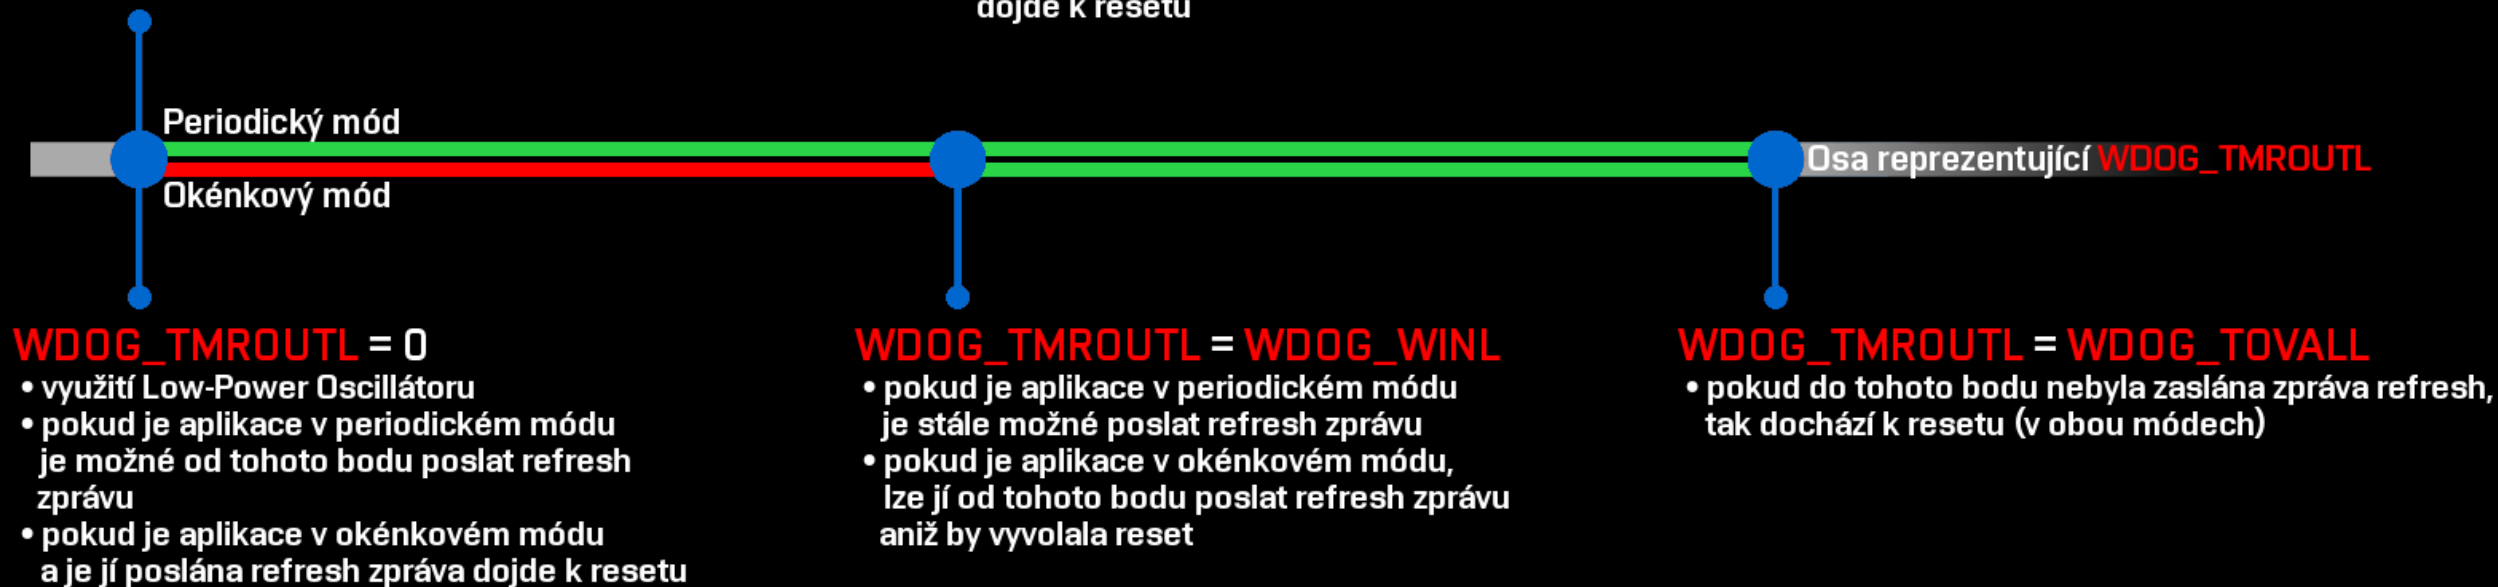 dojde k resetu
Periodický mód
Osa reprezentující WDOG_TMROUTL
Okénkový mód
WDOG_TMROUTL = 0
• využití Low-Power Oscillátoru
• pokud je aplikace v periodickém módu
je možné od tohoto bodu poslat refresh
zprávu
• pokud je aplikace v okénkovém módu
a je jí poslána refresh zpráva dojde k resetu
WDOG_TMROUTL = WDOG_WINL
• pokud je aplikace v periodickém módu
je stále možné poslat refresh zprávu
• pokud je aplikace v okénkovém módu,
lze jí od tohoto bodu poslat refresh zprávu
aniž by vyvolala reset
WDOG_TMROUTL = WDOG_TOVALL
• pokud do tohoto bodu nebyla zaslána zpráva refresh,
tak dochází k resetu (v obou módech)